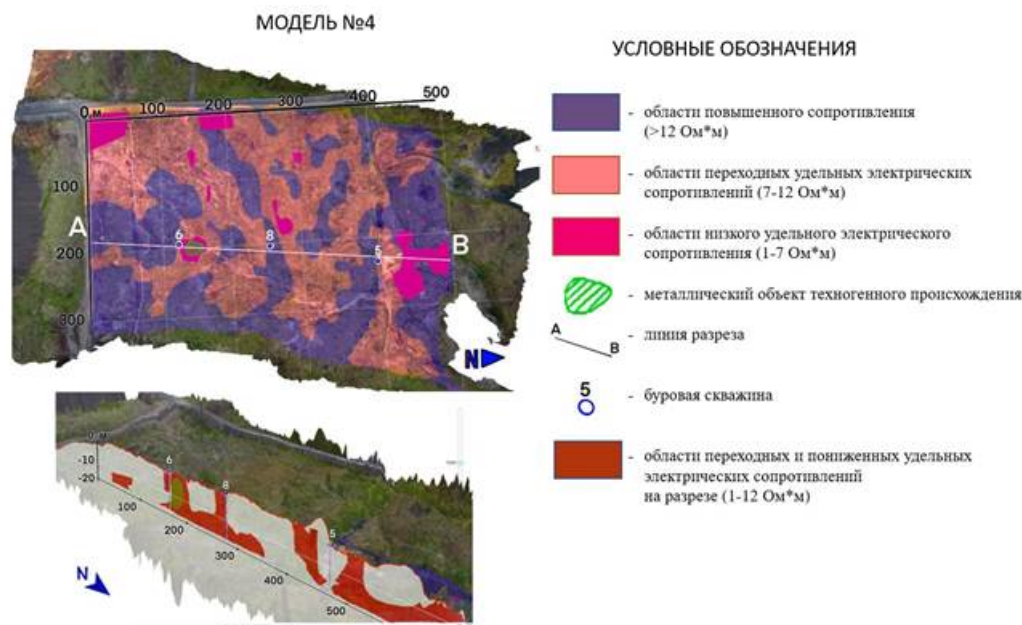 МОДЕЛЬ №4
УСЛОВНЫЕ ОБОЗНАЧЕНИЯ
0 м
100
200
300
400
500
100
200
300
A
B
6
8
5
N
- области повышенного сопротивления
(>12 Ом*м)
- области переходных удельных электрических
сопротивлений (7-12 Ом*м)
- области низкого удельного электрического
сопротивления (1-7 Ом*м)
- металлический объект техногенного происхождения
A
B
- линия разреза
5
- буровая скважина
- области переходных и пониженных удельных
электрических сопротивлений
на разрезе (1-12 Ом*м)
0 м
-10
-20
6
8
5
100
200
300
400
500
N